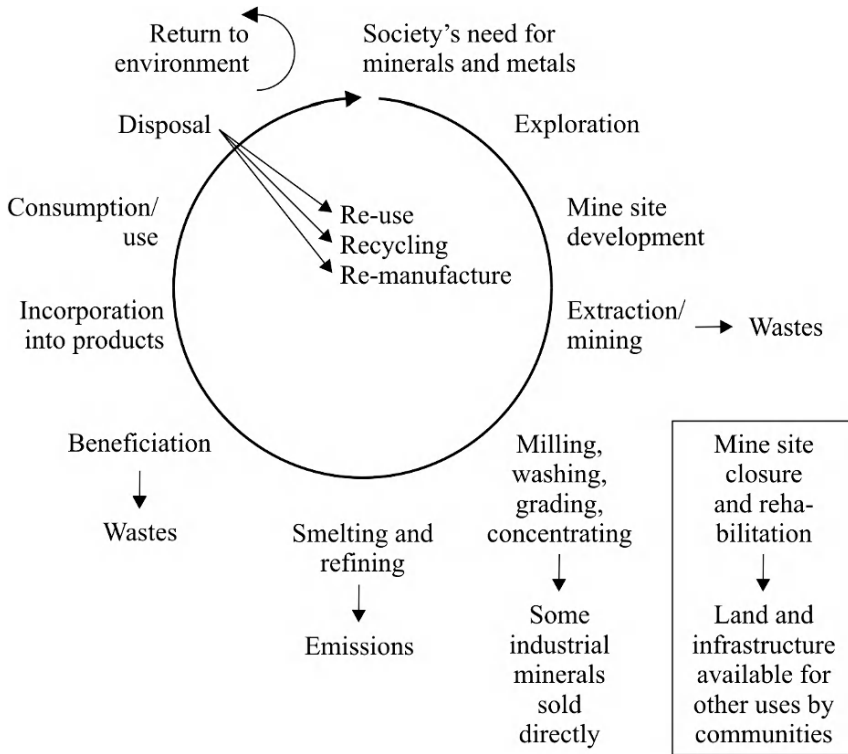 Return to
environment
Society's need for
minerals and metals
Disposal
Exploration
Consumption/
use
Re-use
Recycling
Re-manufacture
Mine site
development
Incorporation
into products
Extraction/
mining
Wastes
Beneficiation
Wastes
Smelting and
refining
Emissions
Milling,
washing,
grading,
concentrating
Some
industrial
minerals
sold
directly
Mine site
closure
and reha-
bilitation
Land and
infrastructure
available for
other uses by
communities